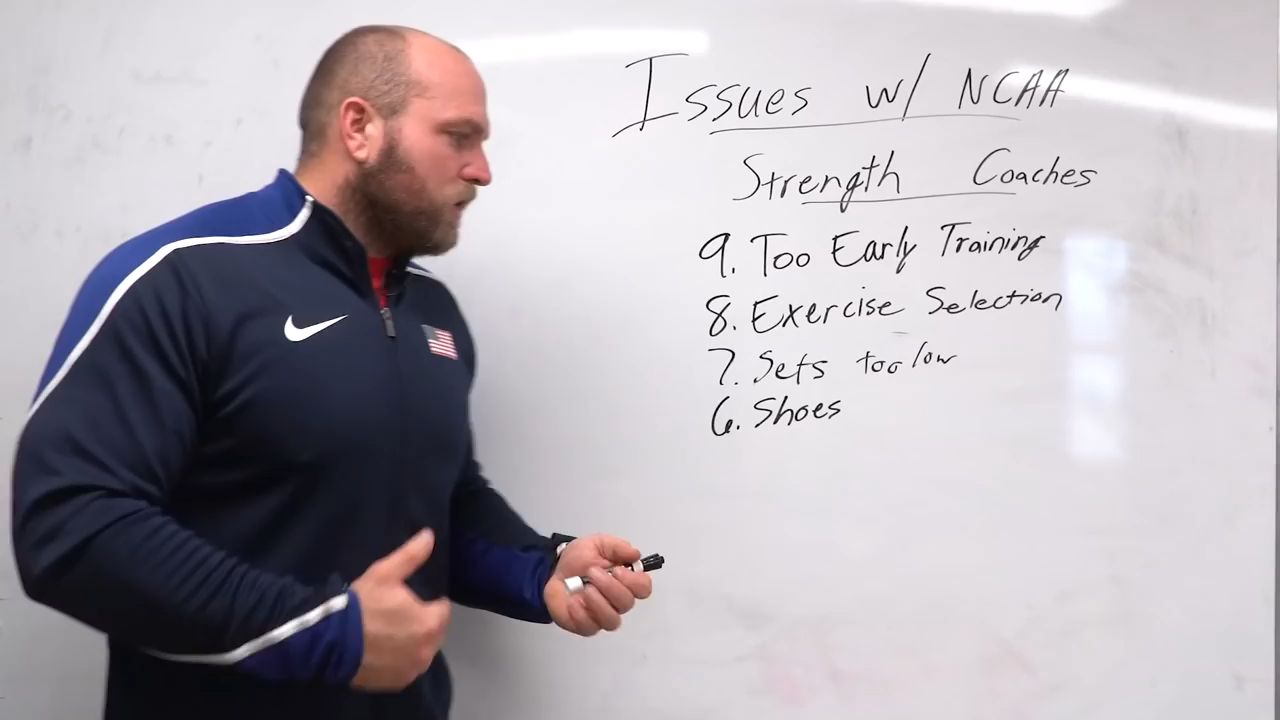 Issues w/ NCAA
Strength Coaches
9. Too Early Training
8. Exercise Selection
7. Sets too low
6. Shoes